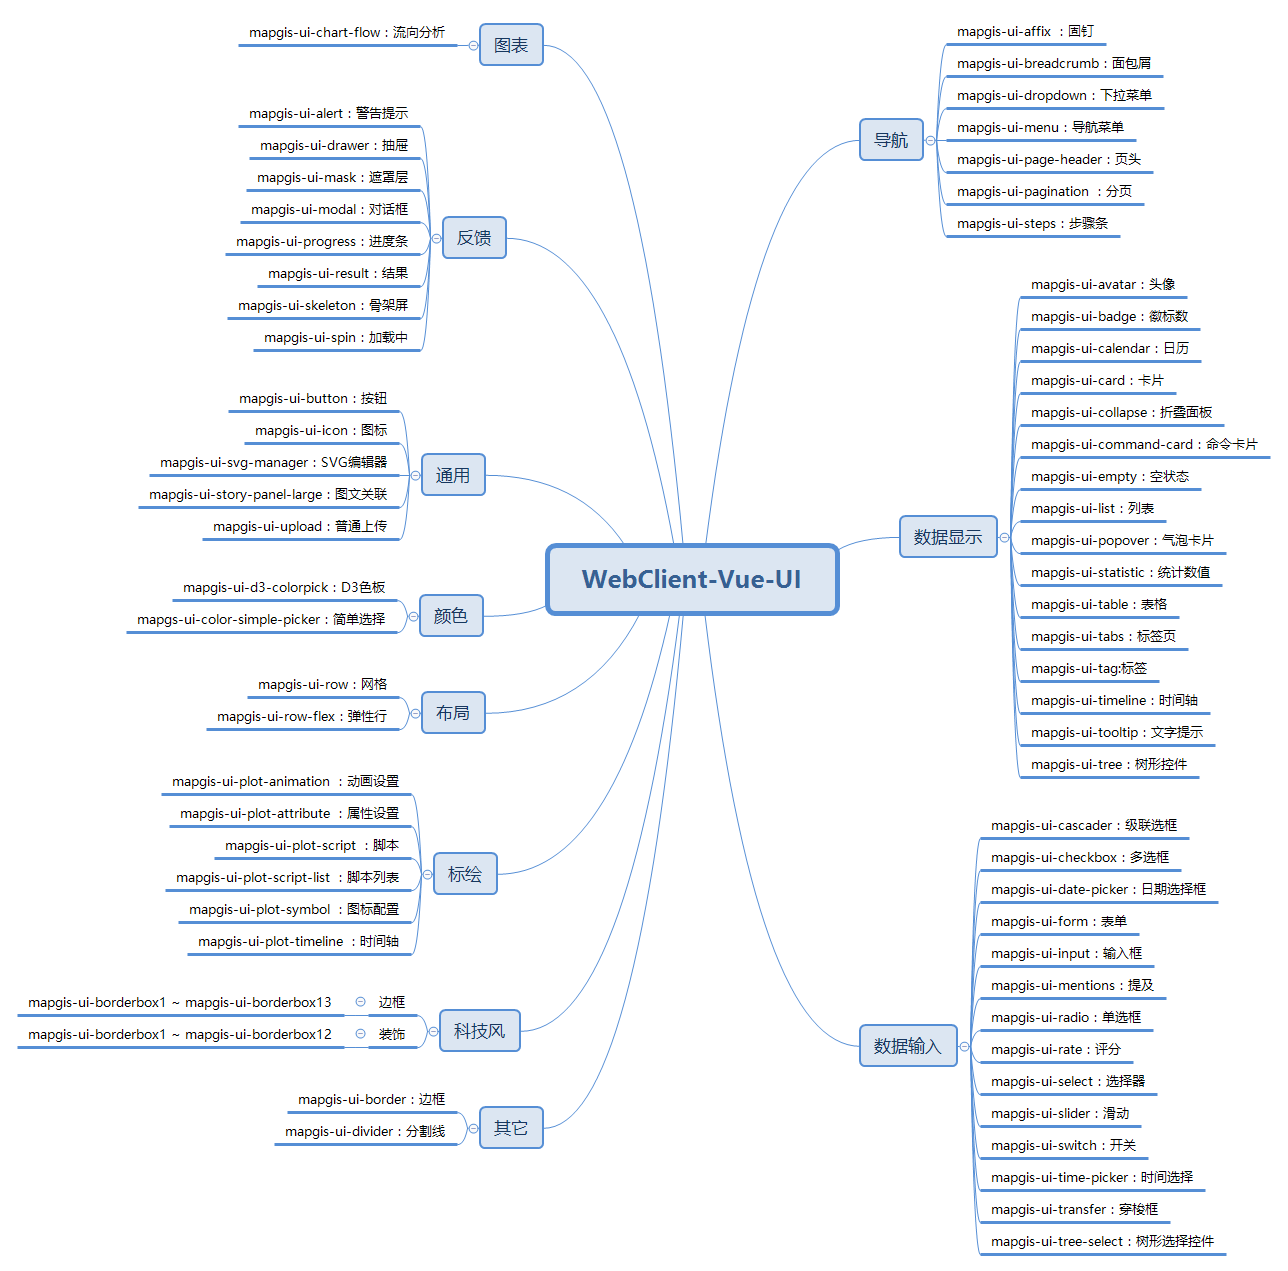 WebClient-Vue-UI
图表
mapgis-ui-chart-flow：流向分析
反馈
mapgis-ui-alert：警告提示
mapgis-ui-drawer：抽屉
mapgis-ui-mask：遮罩层
mapgis-ui-modal：对话框
mapgis-ui-progress：进度条
mapgis-ui-result：结果
mapgis-ui-skeleton：骨架屏
mapgis-ui-spin：加载中
通用
mapgis-ui-button：按钮
mapgis-ui-icon：图标
mapgis-ui-svg-manager：SVG编辑器
mapgis-ui-story-panel-large：图文关联
mapgis-ui-upload：普通上传
颜色
mapgis-ui-d3-colorpick：D3色板
mapgs-ui-color-simple-picker：简单选择
布局
mapgis-ui-row：网格
mapgis-ui-row-flex：弹性行
标绘
mapgis-ui-plot-animation ：动画设置
mapgis-ui-plot-attribute ：属性设置
mapgis-ui-plot-script ：脚本
mapgis-ui-plot-script-list ：脚本列表
mapgis-ui-plot-symbol ：图标配置
mapgis-ui-plot-timeline ：时间轴
科技风
边框
mapgis-ui-borderbox1 ~ mapgis-ui-borderbox13
装饰
mapgis-ui-borderbox1 ~ mapgis-ui-borderbox12
其它
mapgis-ui-border：边框
mapgis-ui-divider：分割线
导航
mapgis-ui-affix ：固钉
mapgis-ui-breadcrumb：面包屑
mapgis-ui-dropdown：下拉菜单
mapgis-ui-menu：导航菜单
mapgis-ui-page-header：页头
mapgis-ui-pagination ：分页
mapgis-ui-steps：步骤条
数据显示
mapgis-ui-avatar：头像
mapgis-ui-badge：徽标数
mapgis-ui-calendar：日历
mapgis-ui-card：卡片
mapgis-ui-collapse：折叠面板
mapgis-ui-command-card：命令卡片
mapgis-ui-empty：空状态
mapgis-ui-list：列表
mapgis-ui-popover：气泡卡片
mapgis-ui-statistic：统计数值
mapgis-ui-table：表格
mapgis-ui-tabs：标签页
mapgis-ui-tag:标签
mapgis-ui-timeline：时间轴
mapgis-ui-tooltip：文字提示
mapgis-ui-tree：树形控件
数据输入
mapgis-ui-cascader：级联选框
mapgis-ui-checkbox：多选框
mapgis-ui-date-picker：日期选择框
mapgis-ui-form：表单
mapgis-ui-input：输入框
mapgis-ui-mentions：提及
mapgis-ui-radio：单选框
mapgis-ui-rate：评分
mapgis-ui-select：选择器
mapgis-ui-slider：滑动
mapgis-ui-switch：开关
mapgis-ui-time-picker：时间选择
mapgis-ui-transfer：穿梭框
mapgis-ui-tree-select：树形选择控件